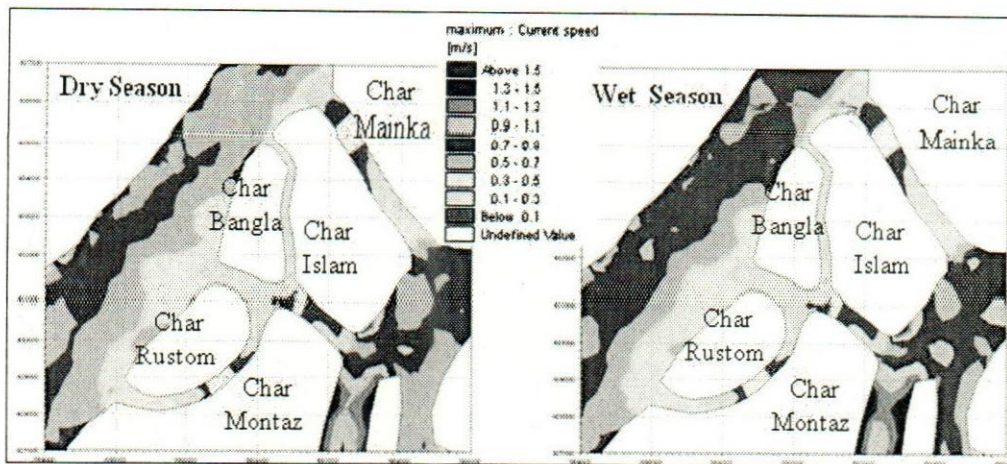 Dry Season
Char
Mainka
Char
Bangla
Char
Islam
Char
Rustom
Char
Montaz
maximum : Current speed
[m/s]
Above 1.5
1.3 - 1.5
1.1 - 1.3
0.9 - 1.1
0.7 - 0.9
0.5 - 0.7
0.3 - 0.5
0.1 - 0.3
Below 0.1
Undefined Value
Wet Season
Char
Mainka
Char
Bangla
Char
Islam
Char
Rustom
Char
Montaz